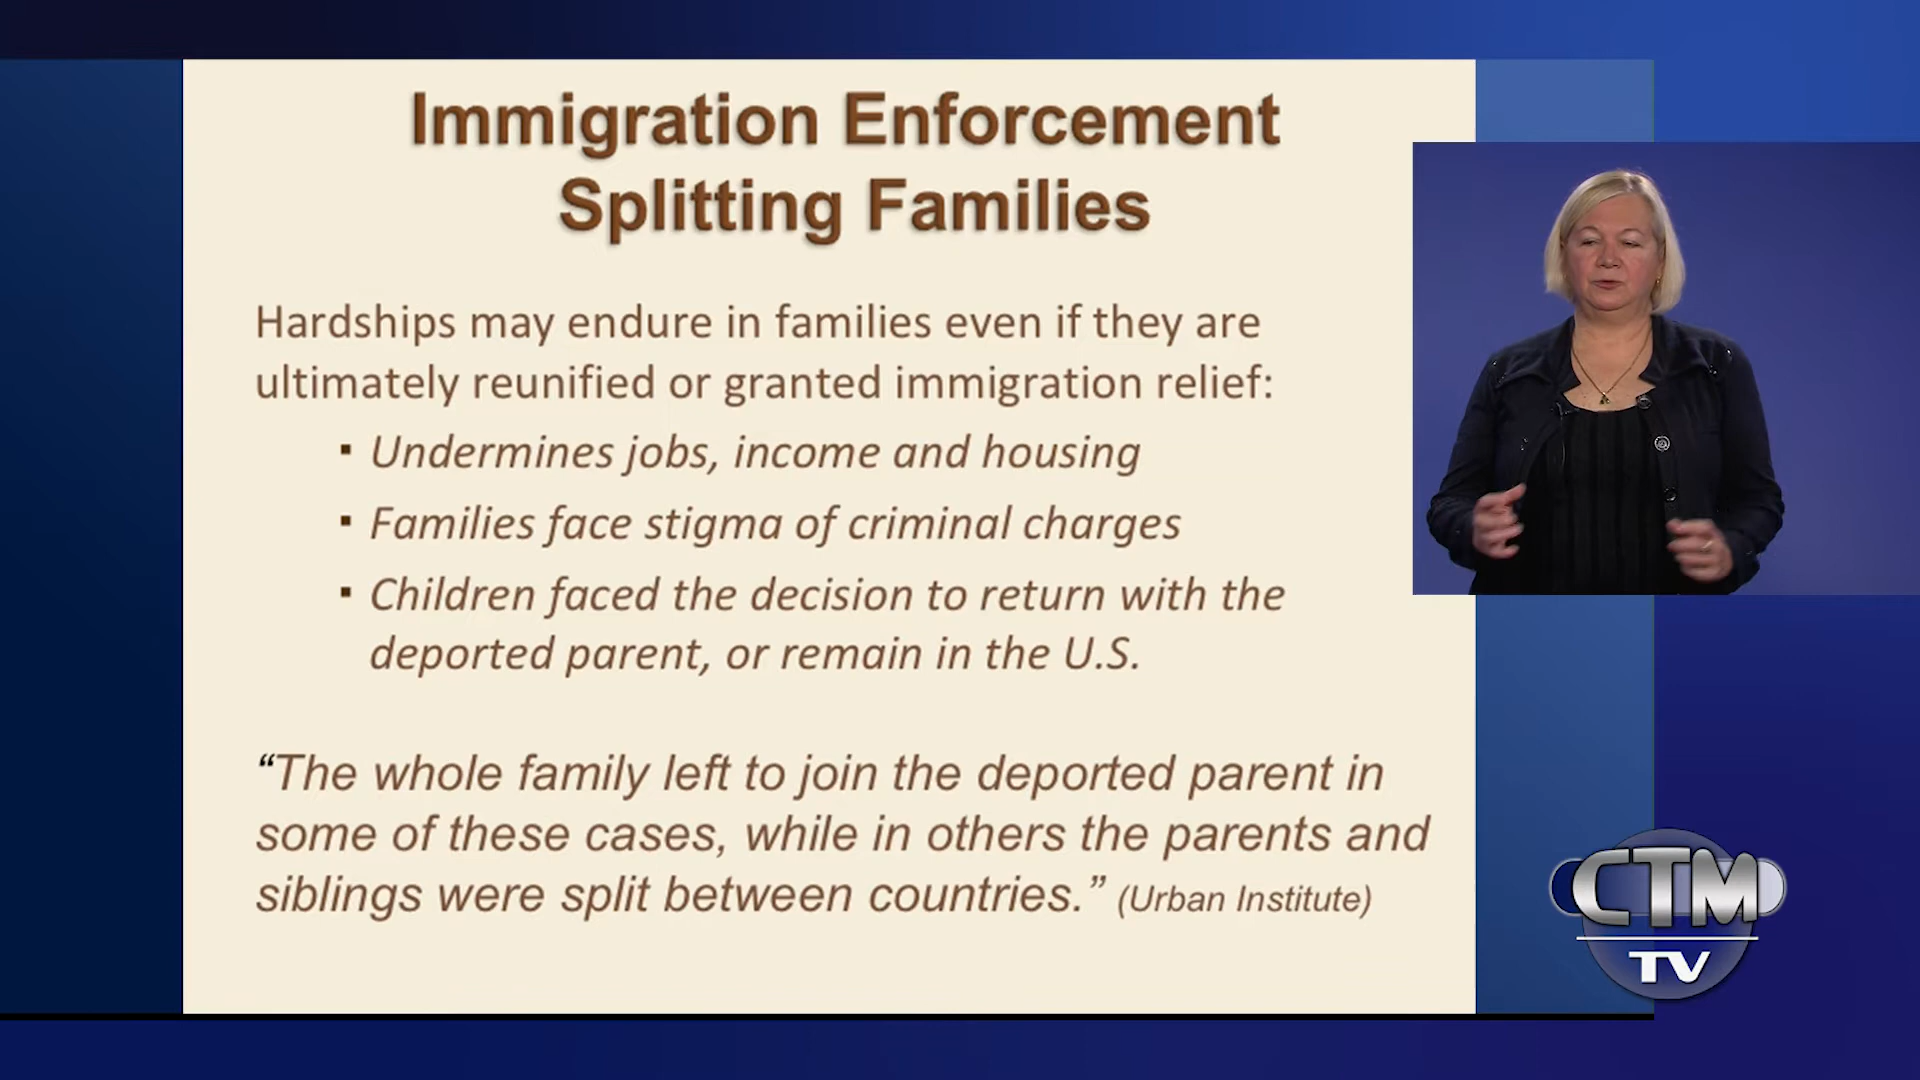 Immigration Enforcement
Splitting Families
Hardships may endure in families even if they are
ultimately reunified or granted immigration relief:
▪ Undermines jobs, income and housing
▪ Families face stigma of criminal charges
▪ Children faced the decision to return with the
deported parent, or remain in the U.S.
“The whole family left to join the deported parent in
some of these cases, while in others the parents and
siblings were split between countries.” (Urban Institute)
CTM
TV